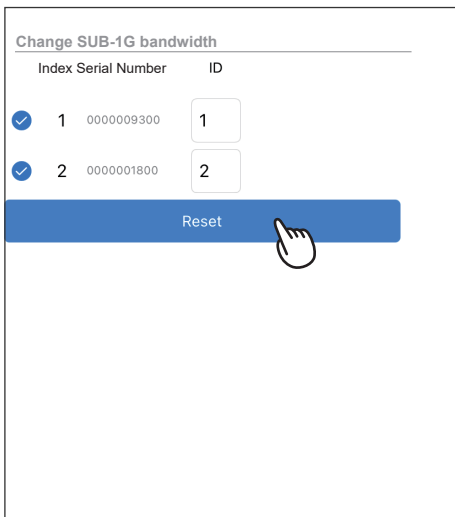 Change SUB-1G bandwidth
Index Serial Number ID
1 0000009300 1
2 0000001800 2
Reset